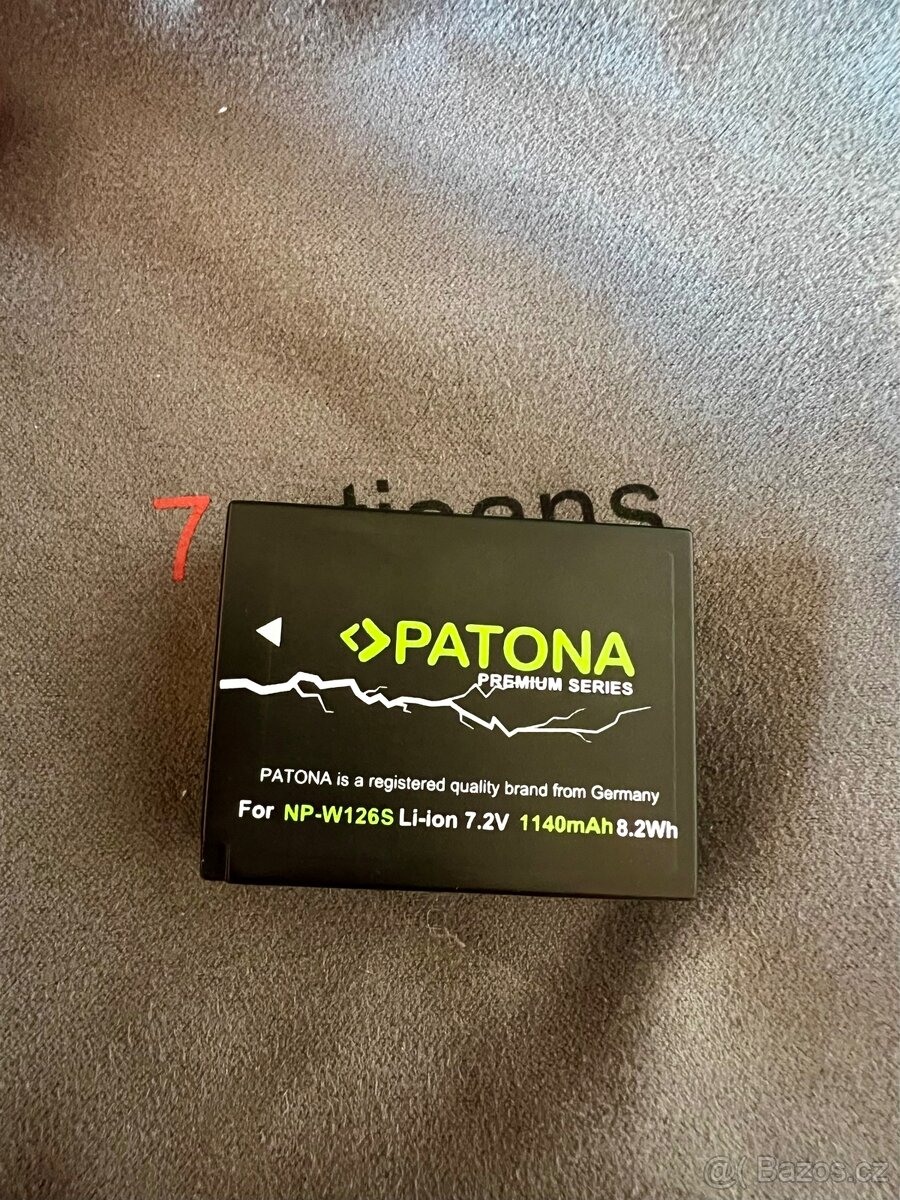 7
PATONA
PREMIUM SERIES
PATONA is a registered quality brand from Germany
For NP-W126S Li-ion 7.2V 1140mAh 8.2Wh
@( Bazos.cz